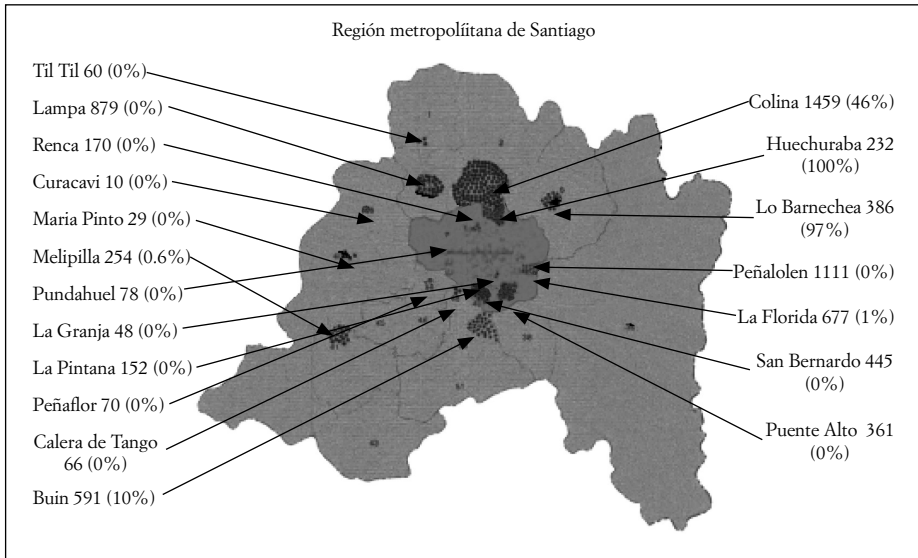 Región metropolíitana de Santiago
Til Til 60 (0%)
Lampa 879 (0%)
Renca 170 (0%)
Curacavi 10 (0%)
Maria Pinto 29 (0%)
Melipilla 254 (0.6%)
Pundahuel 78 (0%)
La Granja 48 (0%)
La Pintana 152 (0%)
Peñaflor 70 (0%)
Calera de Tango
66 (0%)
Buin 591 (10%)
Colina 1459 (46%)
Huechuraba 232
(100%)
Lo Barnechea 386
(97%)
Peñalolen 1111 (0%)
La Florida 677 (1%)
San Bernardo 445
(0%)
Puente Alto 361
(0%)